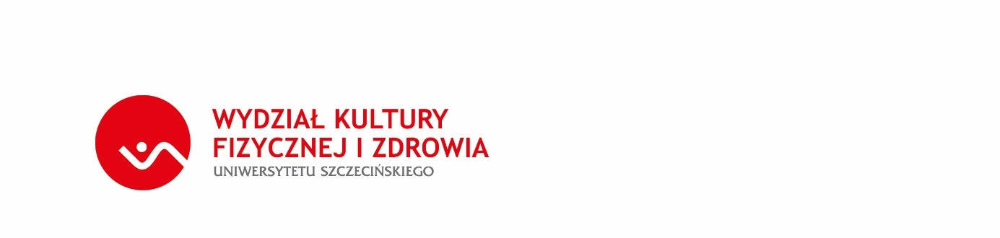 WYDZIAŁ KULTURY
FIZYCZNEJ I ZDROWIA
UNIWERSYTETU SZCZECIŃSKIEGO